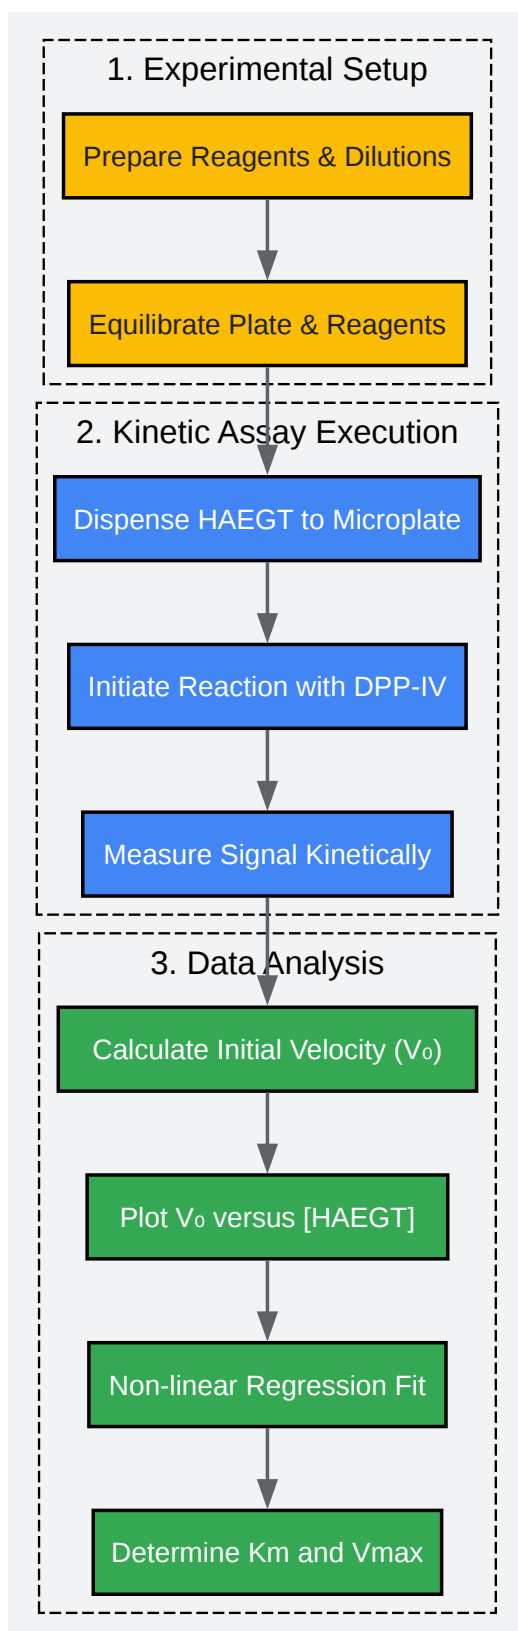 1. Experimental Setup
Prepare Reagents & Dilutions
Equilibrate Plate & Reagents
2. Kinetic Assay Execution
Dispense HAEGT to Microplate
Initiate Reaction with DPP-IV
Measure Signal Kinetically
3. Data Analysis
Calculate Initial Velocity (V₀)
Plot V₀ versus [HAEGT]
Non-linear Regression Fit
Determine Km and Vmax